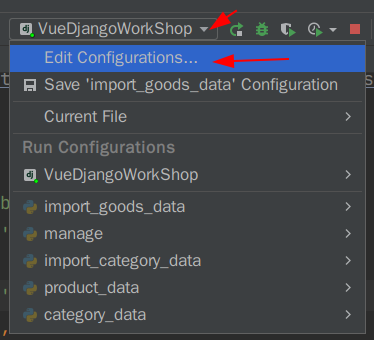 VueDjangoWorkShop
Edit Configurations...
Save 'import_goods_data' Configuration
Current File
Run Configurations
VueDjangoWorkShop
import_goods_data
manage
import_category_data
product_data
category_data